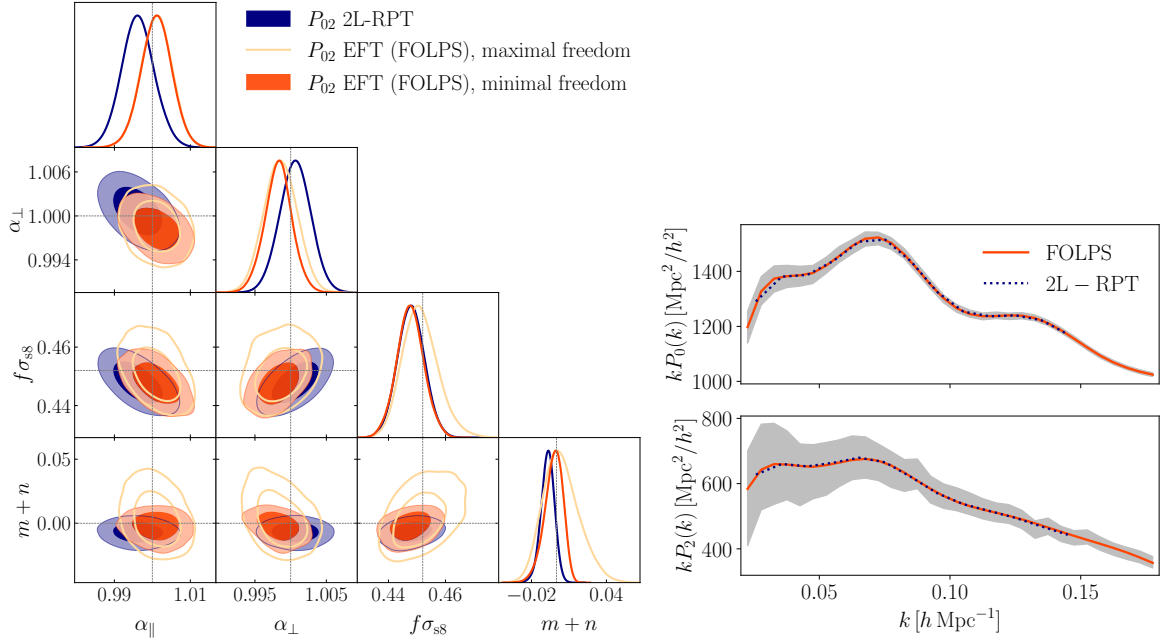 P₀₂ 2L-RPT
P₀₂ EFT (FOLPS), maximal freedom
P₀₂ EFT (FOLPS), minimal freedom
1.006
1.000
0.994
α⊥
0.46
0.44
fσs8
0.05
0.00
m + n
0.99 1.01
0.995 1.005
0.44 0.46
−0.02 0.04
α∥
α⊥
fσs8
m + n
FOLPS
2L − RPT
1400
1200
1000
kP₀(k) [Mpc²/h²]
800
600
400
kP₂(k) [Mpc²/h²]
0.05 0.10 0.15
k [h Mpc⁻¹]